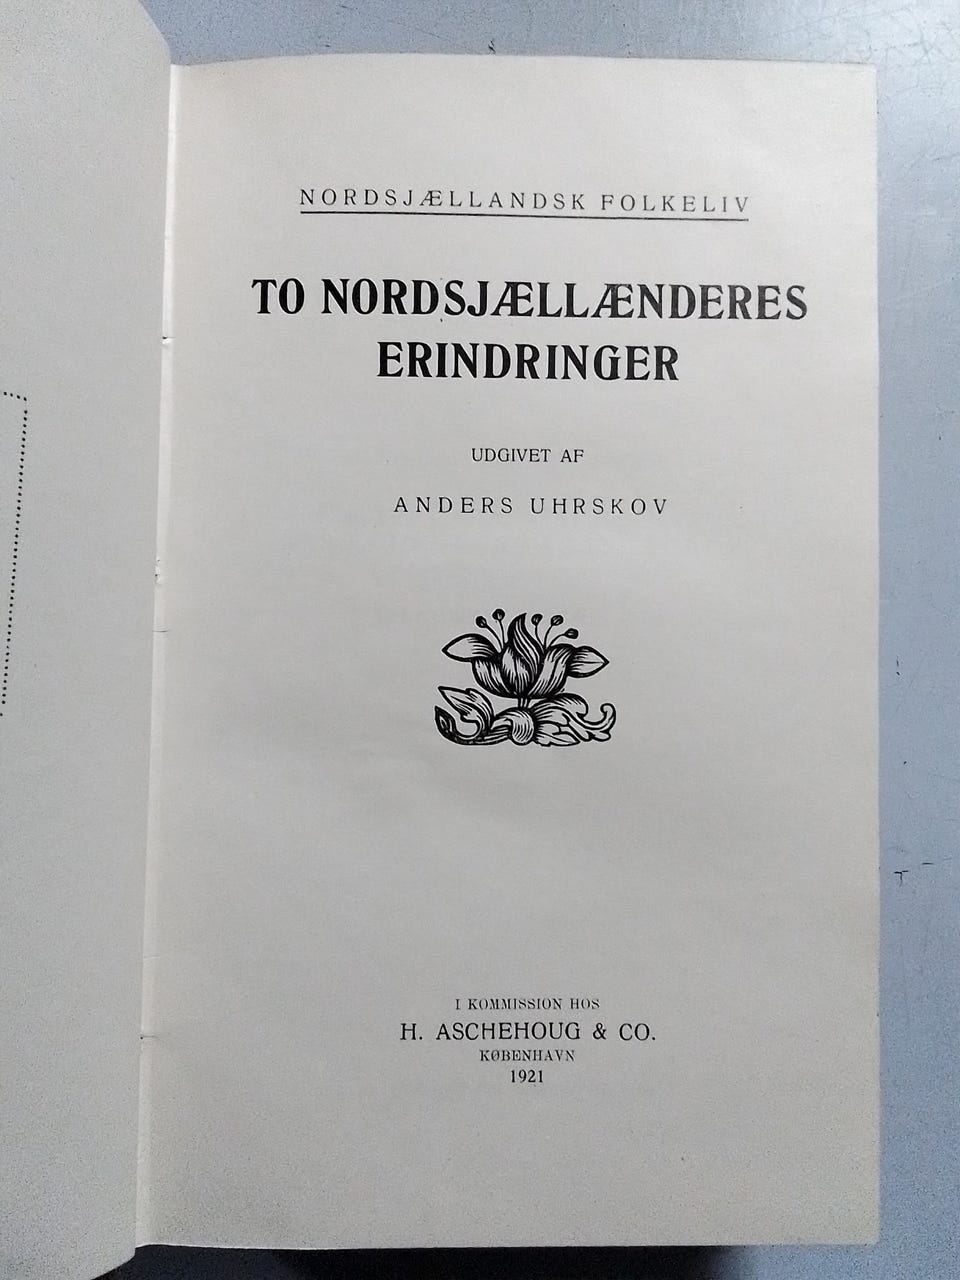 NORDSJÆLLANDSK FOLKELIV
TO NORDSJÆLLÆNDERES
ERINDRINGER
UDGIVET AF
ANDERS UHRSKOV
I KOMMISSION HOS
H. ASCHEHOUG & CO.
KØBENHAVN
1921